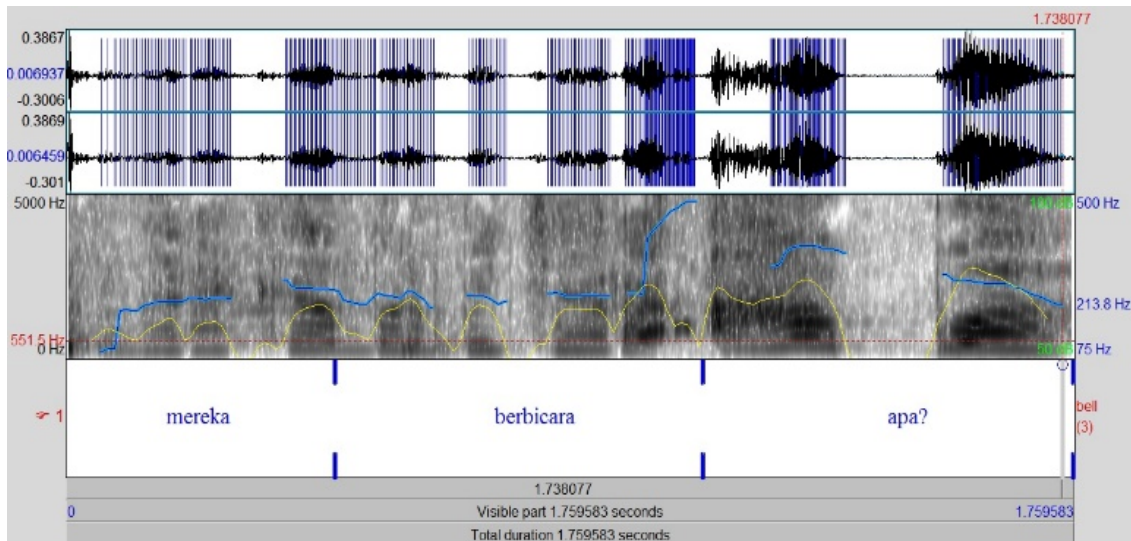 1.738077
0.3867
0.006937
-0.3006
0.3869
0.006459
-0.301
5000 Hz
500 Hz
213.8 Hz
551.5 Hz
0 Hz
75 Hz
1
mereka
berbicara
apa?
bell
(3)
1.738077
0
Visible part 1.759583 seconds
1.759583
Total duration 1.759583 seconds